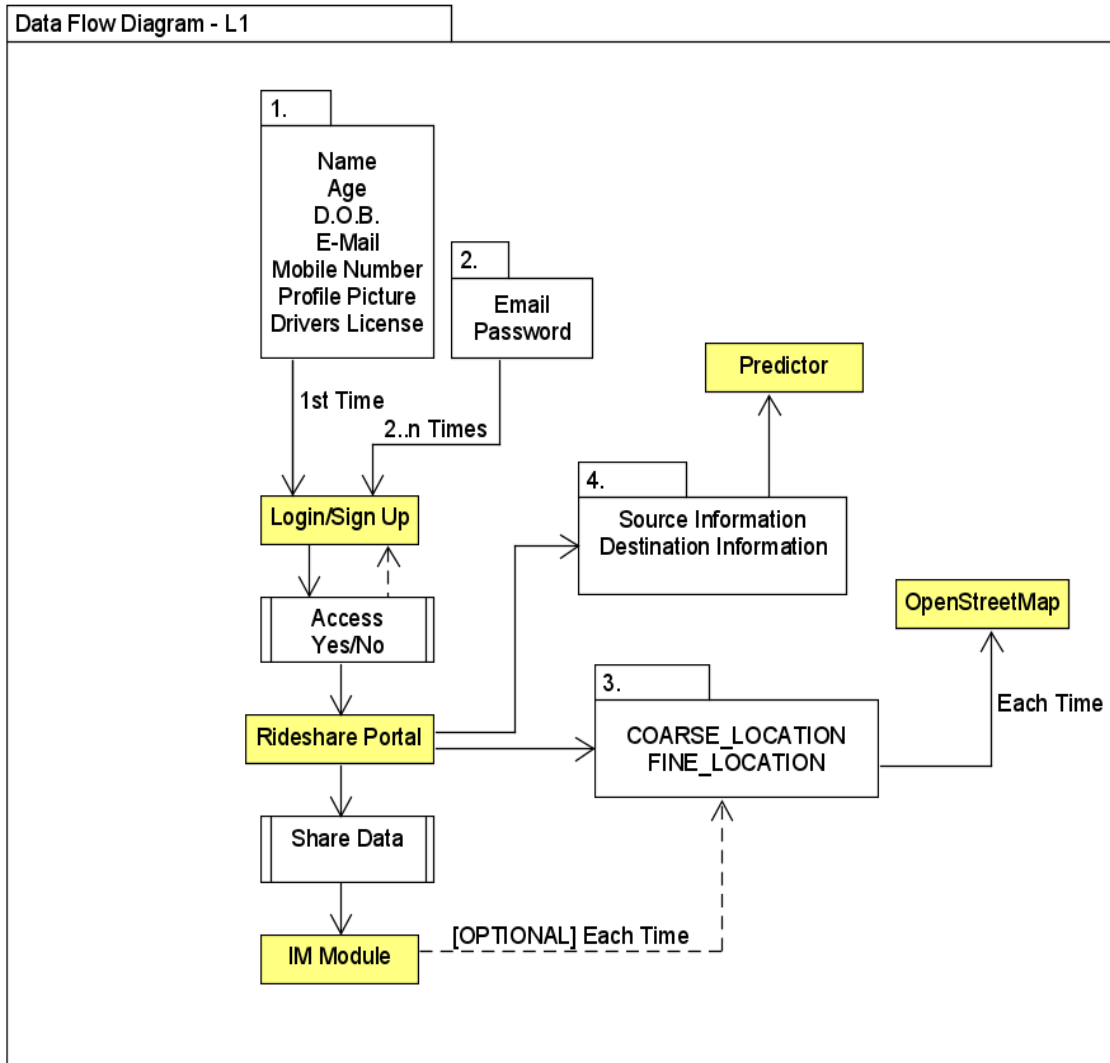 Data Flow Diagram - L1
1.
Name
Age
D.O.B.
E-Mail
Mobile Number
Profile Picture
Drivers License
2.
Email
Password
Predictor
1st Time
2..n Times
4.
Source Information
Destination Information
Login/Sign Up
OpenStreetMap
Access
Yes/No
3.
COARSE_LOCATION
FINE_LOCATION
Each Time
Rideshare Portal
Share Data
[OPTIONAL] Each Time
IM Module